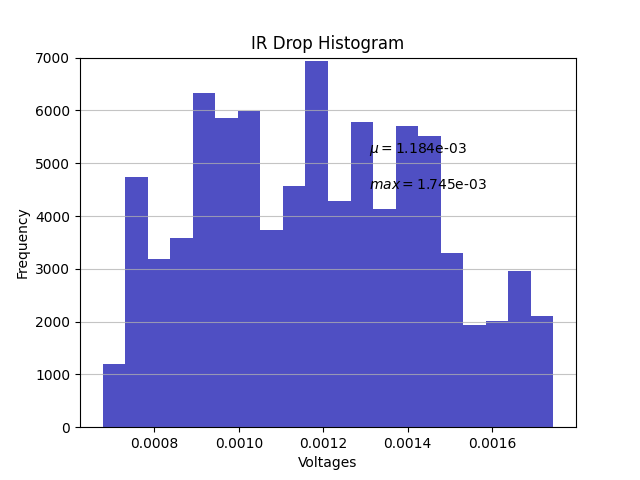 IR Drop Histogram
7000
6000
5000
4000
3000
2000
1000
0
Frequency
μ = 1.184e-03
max = 1.745e-03
0.0008 0.0010 0.0012 0.0014 0.0016
Voltages